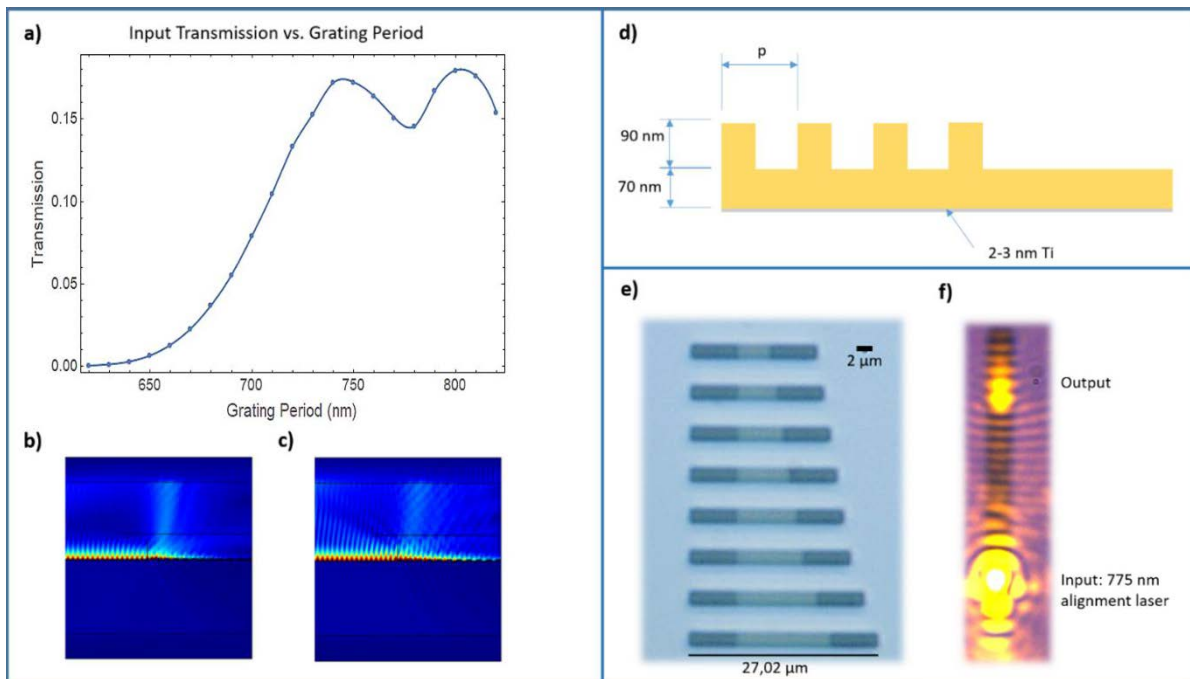 a)
Input Transmission vs. Grating Period
0.15
0.10
0.05
0.00
Transmission
650
700
750
800
Grating Period (nm)
b)
c)
d)
p
90 nm
70 nm
2-3 nm Ti
e)
2 µm
27,02 µm
f)
Output
Input: 775 nm
alignment laser